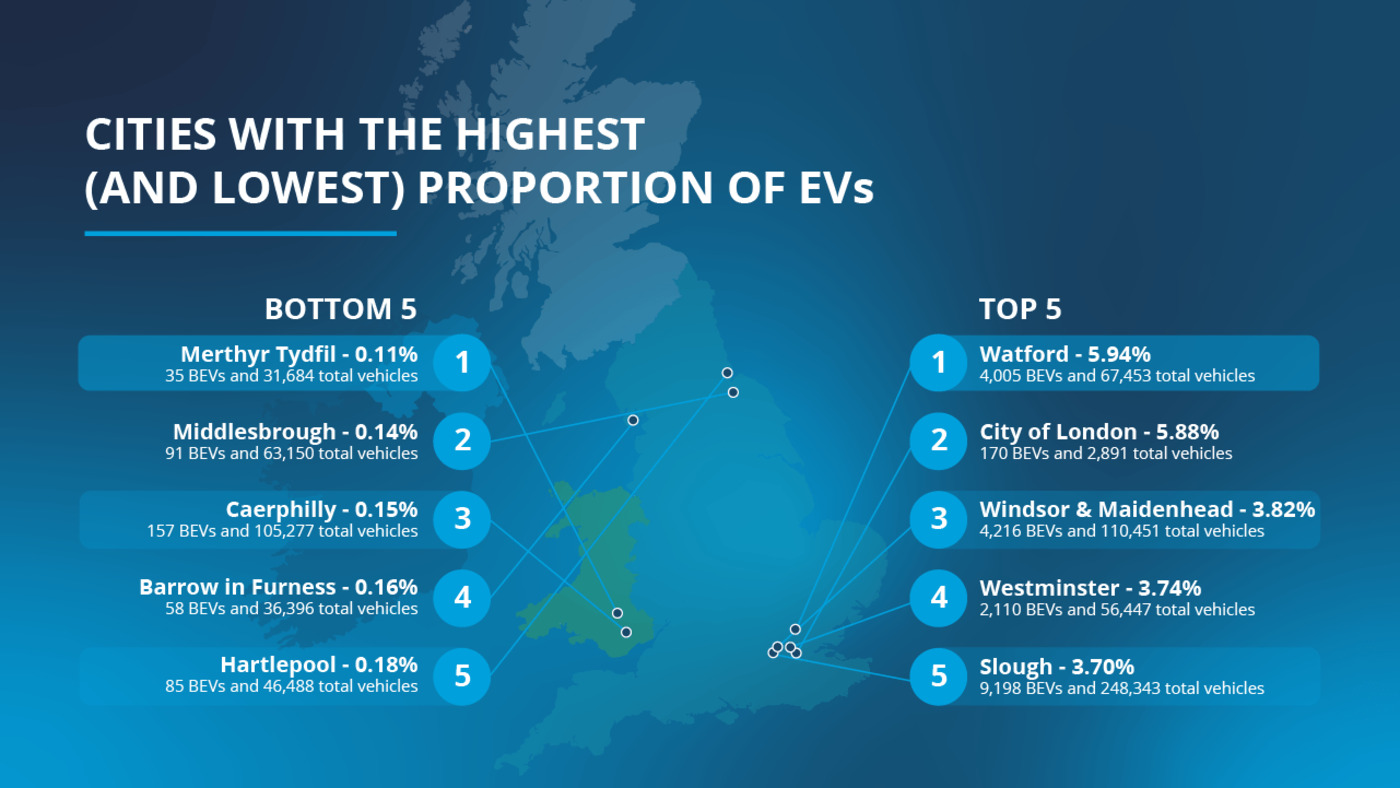 CITIES WITH THE HIGHEST
(AND LOWEST) PROPORTION OF EVs
BOTTOM 5
Merthyr Tydfil - 0.11%
35 BEVs and 31,684 total vehicles
1
Middlesbrough - 0.14%
91 BEVs and 63,150 total vehicles
2
Caerphilly - 0.15%
157 BEVs and 105,277 total vehicles
3
Barrow in Furness - 0.16%
58 BEVs and 36,396 total vehicles
4
Hartlepool - 0.18%
85 BEVs and 46,488 total vehicles
5
TOP 5
1
Watford - 5.94%
4,005 BEVs and 67,453 total vehicles
2
City of London - 5.88%
170 BEVs and 2,891 total vehicles
3
Windsor & Maidenhead - 3.82%
4,216 BEVs and 110,451 total vehicles
4
Westminster - 3.74%
2,110 BEVs and 56,447 total vehicles
5
Slough - 3.70%
9,198 BEVs and 248,343 total vehicles